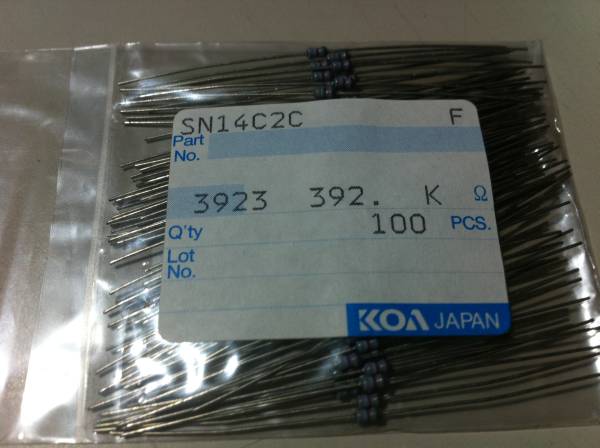 SN14C2C F
Part
No.
3923 392. K Ω
Q'ty 100 PCS.
Lot
No.
KOA JAPAN